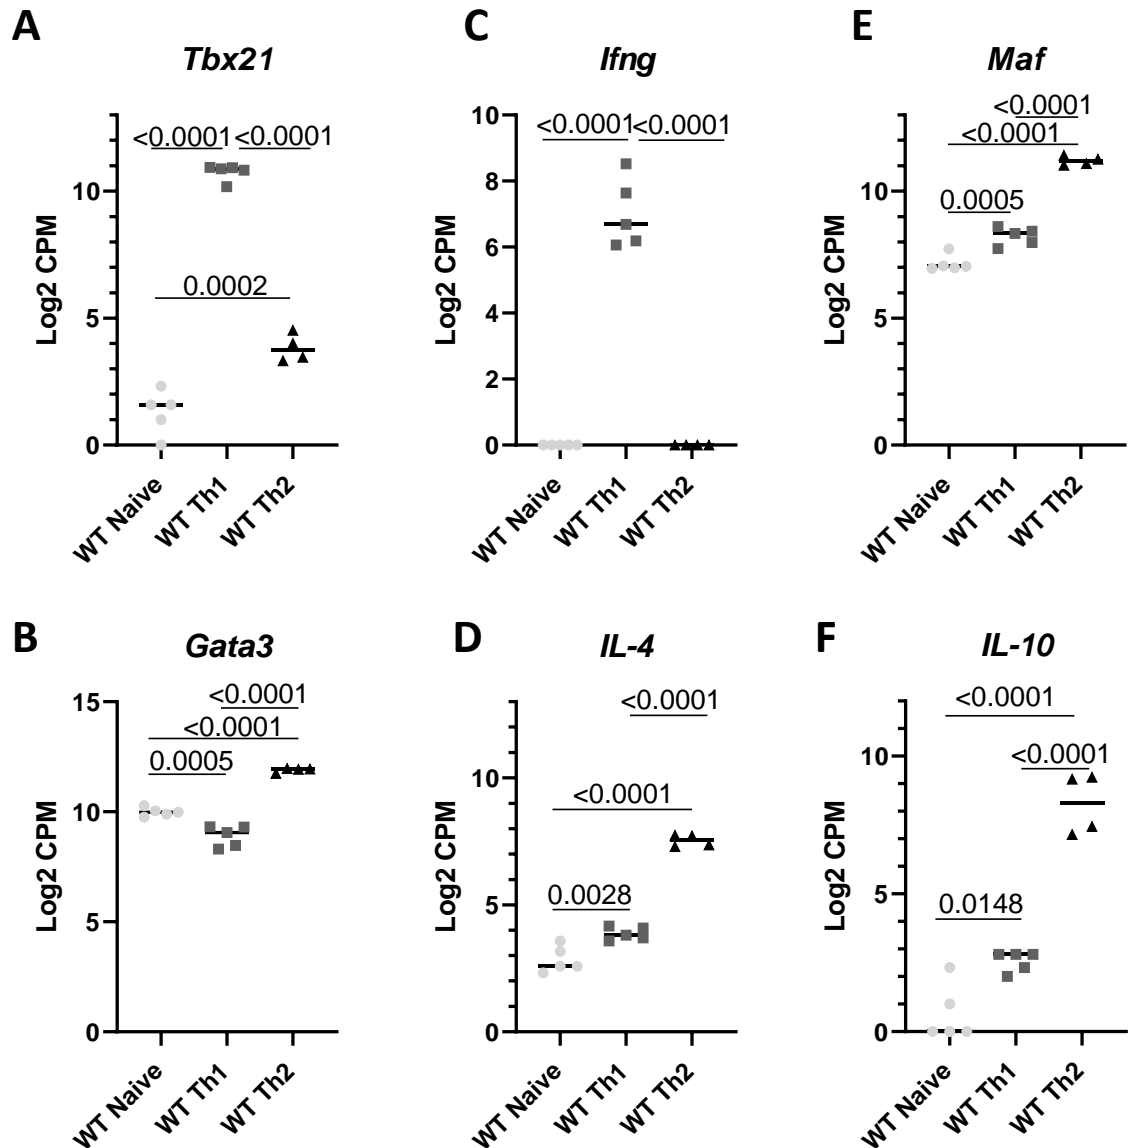 A
Tbx21
<0.0001 <0.0001
0.0002
10
5
0
Log2 CPM
WT Naive
WT Th1
WT Th2
C
Ifng
<0.0001 <0.0001
10
8
6
4
2
0
Log2 CPM
WT Naive
WT Th1
WT Th2
E
Maf
<0.0001
<0.0001
0.0005
10
5
0
Log2 CPM
WT Naive
WT Th1
WT Th2
B
Gata3
<0.0001
<0.0001
0.0005
15
10
5
0
Log2 CPM
WT Naive
WT Th1
WT Th2
D
IL-4
<0.0001
<0.0001
0.0028
10
5
0
Log2 CPM
WT Naive
WT Th1
WT Th2
F
IL-10
<0.0001
<0.0001
0.0148
10
5
0
Log2 CPM
WT Naive
WT Th1
WT Th2